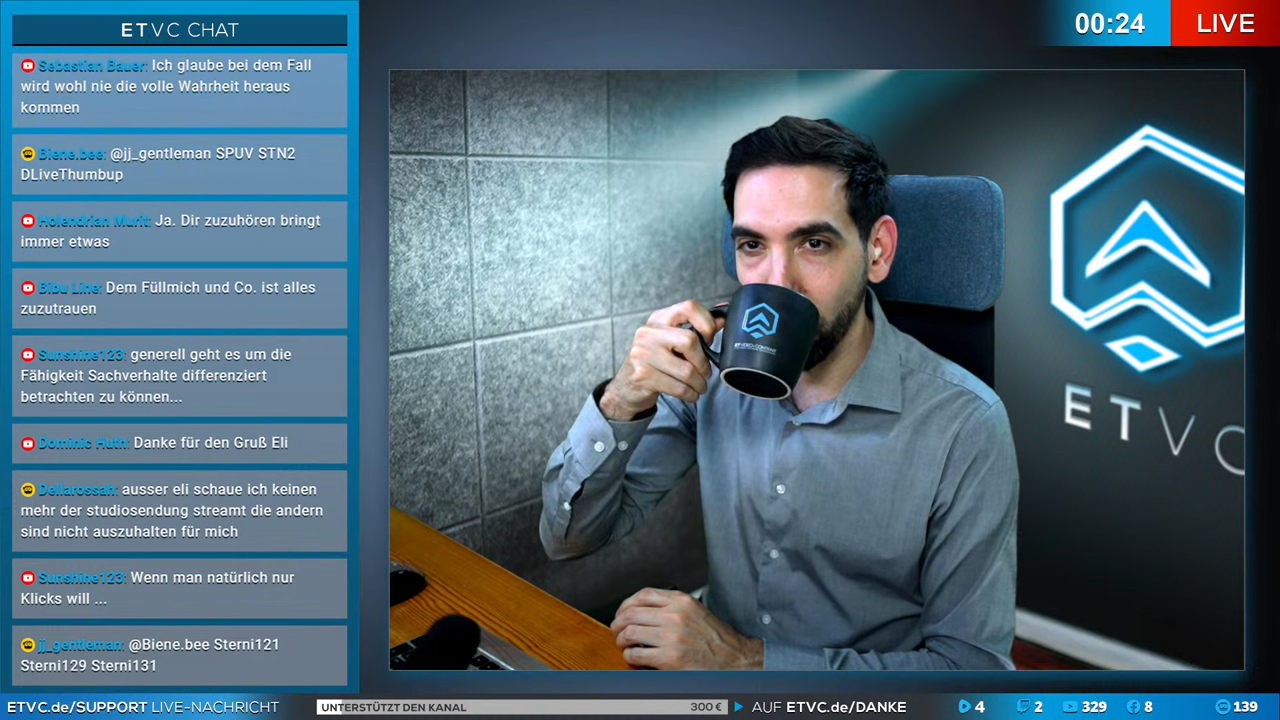 ETVC CHAT
Sebastian Bauer: Ich glaube bei dem Fall
wird wohl nie die volle Wahrheit heraus
kommen
Biene.bee: @jj_gentleman SPUV STN2
DLiveThumbup
Holendrian Murit: Ja. Dir zuzuhören bringt
immer etwas
Bibu Line: Dem Füllmich und Co. ist alles
zuzutrauen
Sunshine123: generell geht es um die
Fähigkeit Sachverhalte differenziert
betrachten zu können...
Dominic Huth: Danke für den Gruß Eli
Dellarossah: ausser eli schaue ich keinen
mehr der studiosendung streamt die andern
sind nicht auszuhalten für mich
Sunshine123: Wenn man natürlich nur
Klicks will ...
jj_gentleman: @Biene.bee Sterni121
Sterni129 Sterni131
00:24 LIVE
ETVC
ETVC.de/SUPPORT LIVE-NACHRICHT
UNTERSTÜTZT DEN KANAL 300 €
AUF ETVC.de/DANKE
4 2 329 8 139